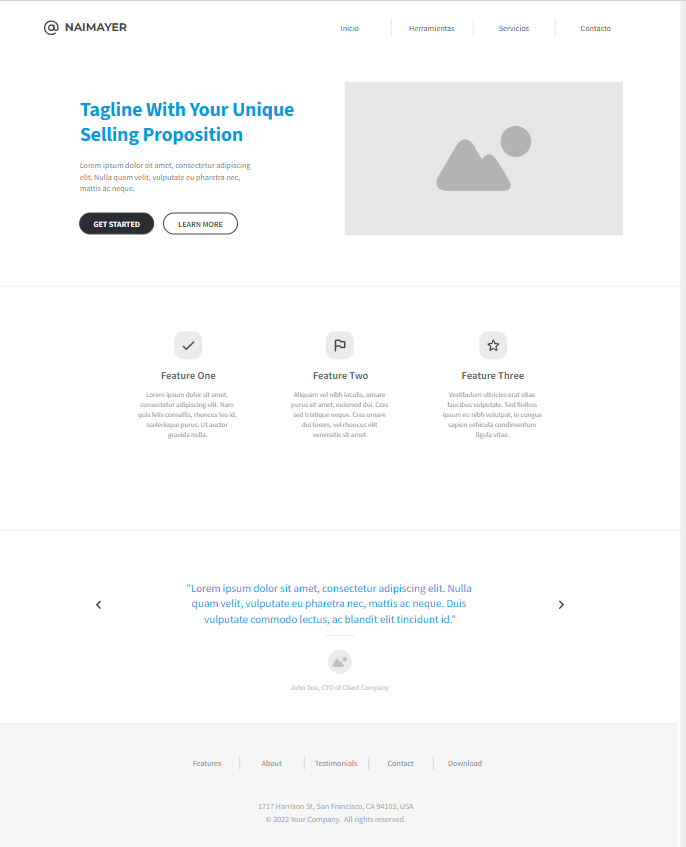 @ NAIMAYER
Inicio
Herramientas
Servicios
Contacto
Tagline With Your Unique
Selling Proposition
Lorem ipsum dolor sit amet, consectetur adipiscing
elit. Nulla quam velit, vulputate eu pharetra nec,
mattis ac neque.
GET STARTED
LEARN MORE
Feature One
Lorem ipsum dolor sit amet,
consectetur adipiscing elit. Nam
quis felis convallis, rhoncus leo id,
scelerisque purus. Ut auctor
gravida nulla.
Feature Two
Aliquam vel nibh iaculis, ornare
purus sit amet, euismod dui. Cras
sed tristique neque. Cras ornare
dui lorem, vel rhoncus elit
venenatis sit amet.
Feature Three
Vestibulum ultricies erat vitae
faucibus vulputate. Sed finibus
ipsum eu nibh volutpat, in congue
sapien vehicula condimentum
ligula vitae.
"Lorem ipsum dolor sit amet, consectetur adipiscing elit. Nulla
quam velit, vulputate eu pharetra nec, mattis ac neque. Duis
vulputate commodo lectus, ac blandit elit tincidunt id."
John Doe, CTO of Client Company
Features
About
Testimonials
Contact
Download
1717 Harrison St, San Francisco, CA 94103, USA
© 2022 Your Company. All rights reserved.